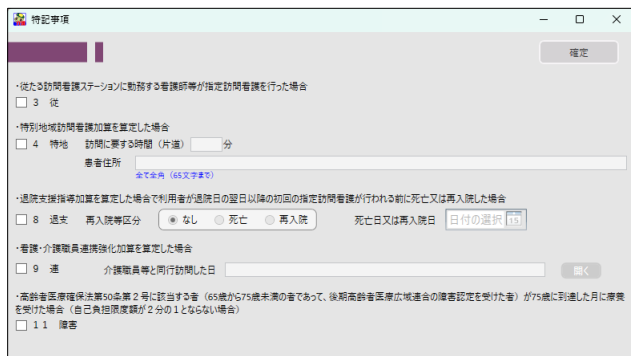 特記事項
確定
・従たる訪問看護ステーションに勤務する看護師等が指定訪問看護を行った場合
3 従
・特別地域訪問看護加算を算定した場合
4 特地 訪問に要する時間（片道） 分
患者住所
全て全角（65文字まで）
・退院支援指導加算を算定した場合で利用者が退院日の翌日以降の初回の指定訪問看護が行われる前に死亡又は再入院した場合
8 退支 再入院等区分 なし 死亡 再入院 死亡日又は再入院日 日付の選択 15
・看護・介護職員連携強化加算を算定した場合
9 連 介護職員等と同行訪問した日 開く
・高齢者医療確保法第50条第２号に該当する者（65歳から75歳未満の者であって、後期高齢者医療広域連合の障害認定を受けた者）が75歳に到達した月に療養
を受けた場合（自己負担限度額が２分の１とならない場合）
１１ 障害